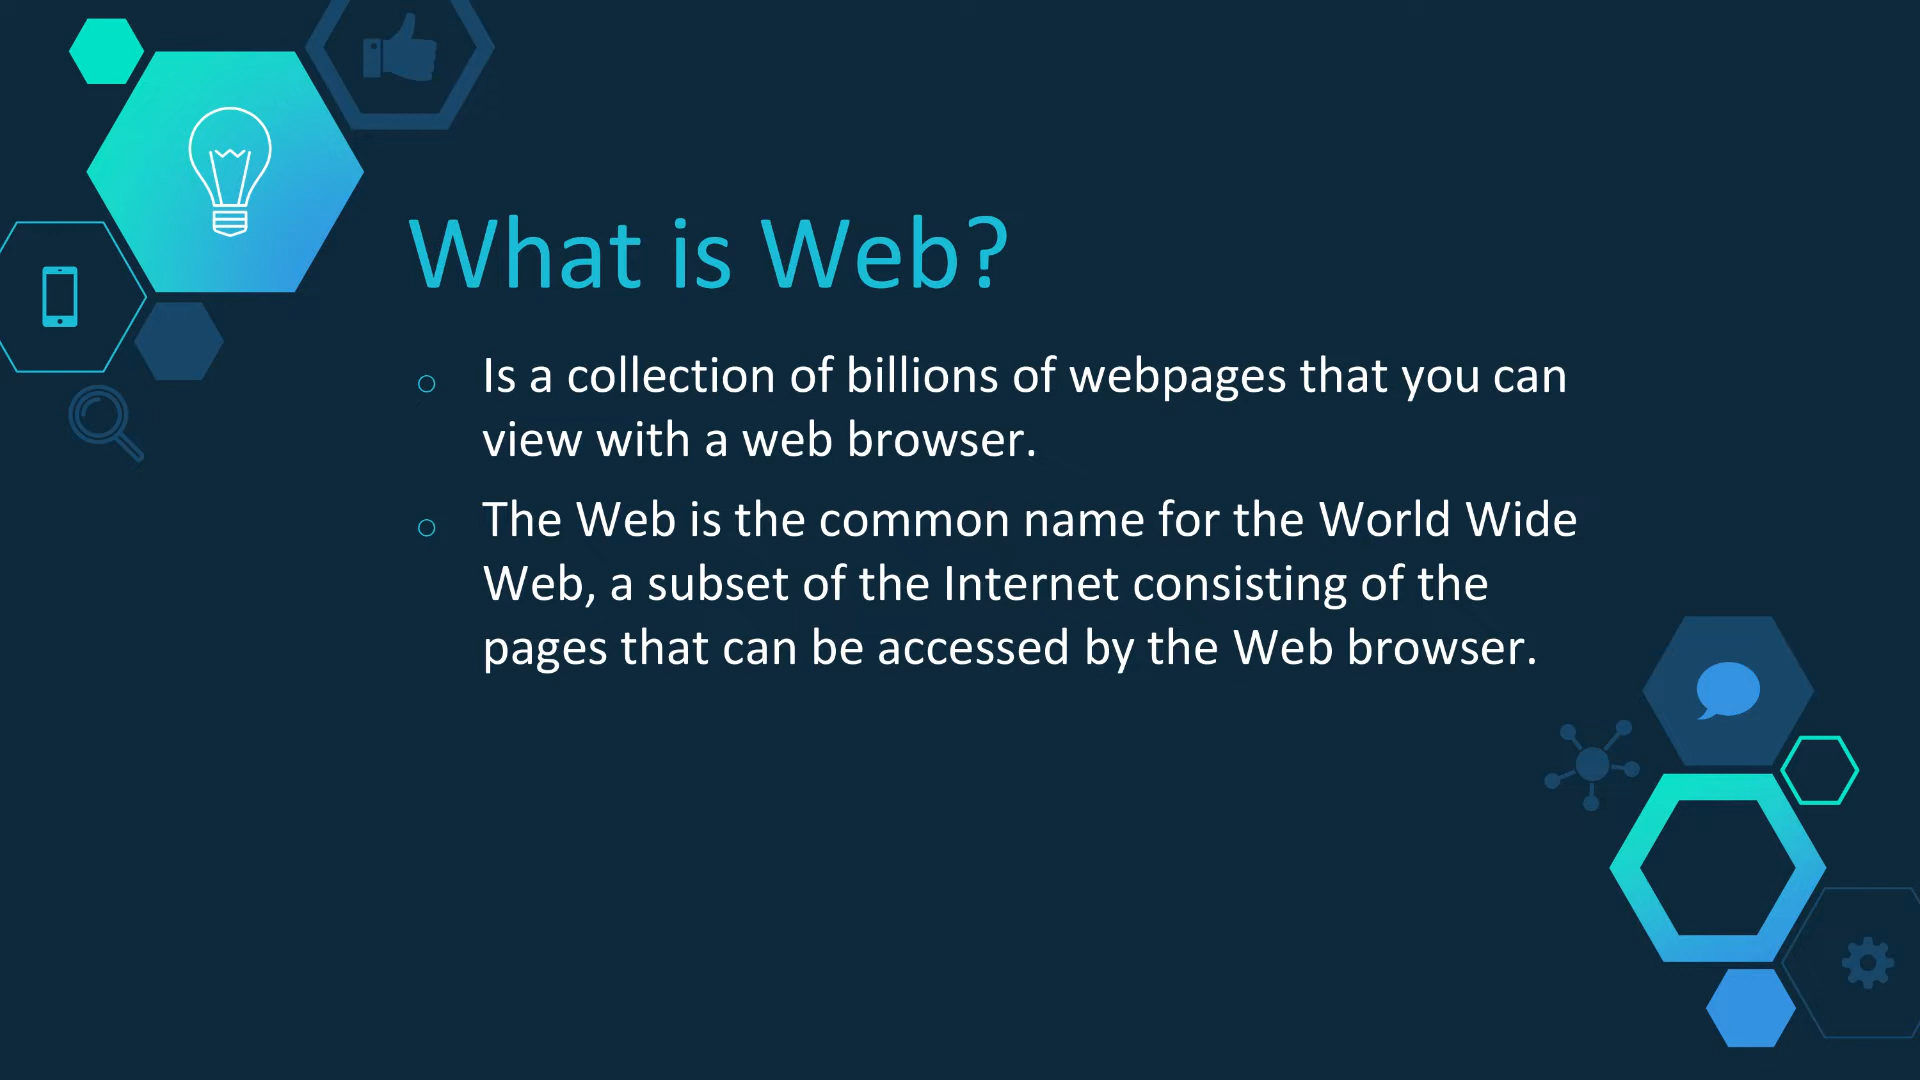 What is Web?
Is a collection of billions of webpages that you can
view with a web browser.
The Web is the common name for the World Wide
Web, a subset of the Internet consisting of the
pages that can be accessed by the Web browser.